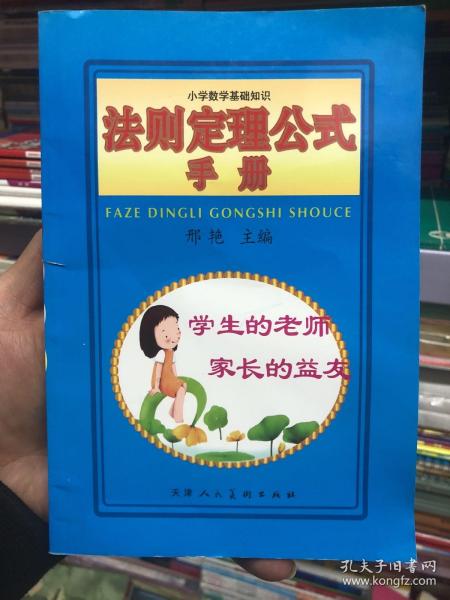 小学数学基础知识
法则定理公式
手册
FAZE DINGLI GONGSHI SHOUCE
邢艳 主编
学生的老师
家长的益友
天津人民美术出版社
孔夫子旧书网
www.kongfz.com